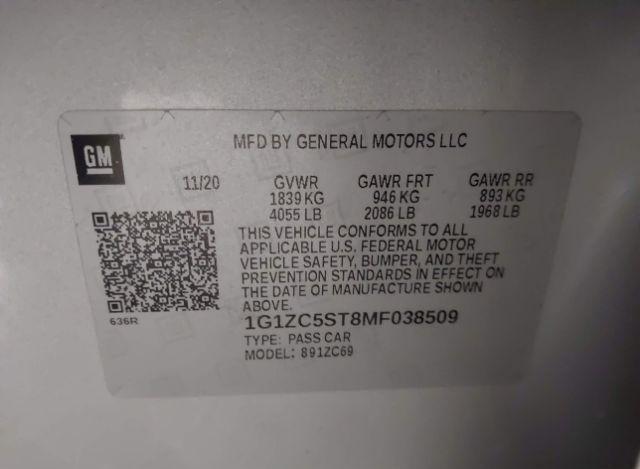 GM
MFD BY GENERAL MOTORS LLC
11/20 GVWR GAWR FRT GAWR RR
1839 KG 946 KG 893 KG
4055 LB 2086 LB 1968 LB
THIS VEHICLE CONFORMS TO ALL
APPLICABLE U.S. FEDERAL MOTOR
VEHICLE SAFETY, BUMPER, AND THEFT
PREVENTION STANDARDS IN EFFECT ON
THE DATE OF MANUFACTURE SHOWN
ABOVE.
636R
1G1ZC5ST8MF038509
TYPE: PASS CAR
MODEL: 891ZC69